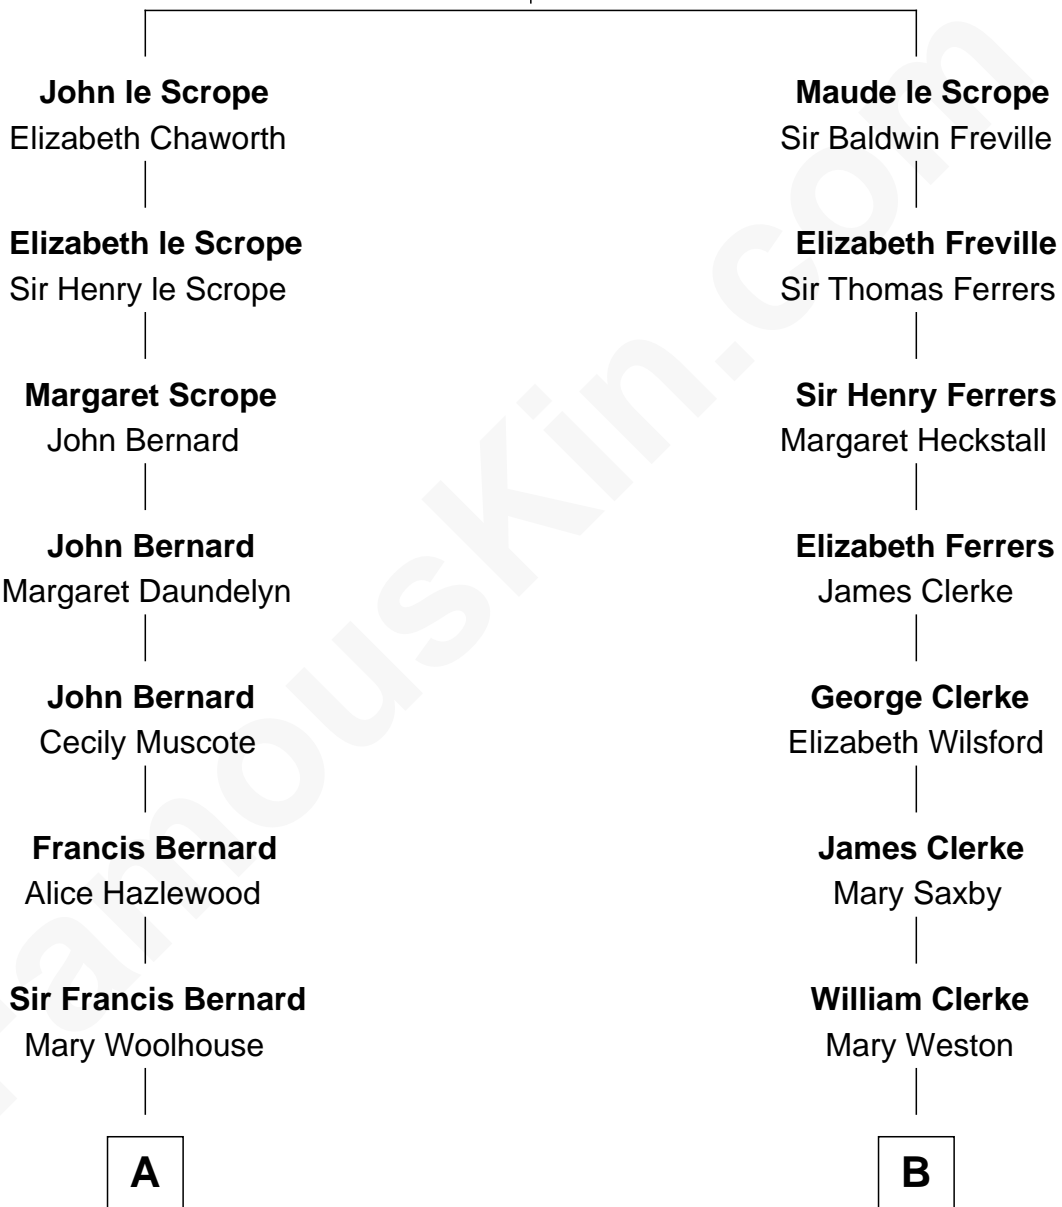 John le Scrope
Elizabeth Chaworth
Elizabeth le Scrope
Sir Henry le Scrope
Margaret Scrope
John Bernard
John Bernard
Margaret Daundelyn
John Bernard
Cecily Muscote
Francis Bernard
Alice Hazlewood
Sir Francis Bernard
Mary Woolhouse
A
Maude le Scrope
Sir Baldwin Freville
Elizabeth Freville
Sir Thomas Ferrers
Sir Henry Ferrers
Margaret Heckstall
Elizabeth Ferrers
James Clerke
George Clerke
Elizabeth Wilsford
James Clerke
Mary Saxby
William Clerke
Mary Weston
B
FamousKin.com